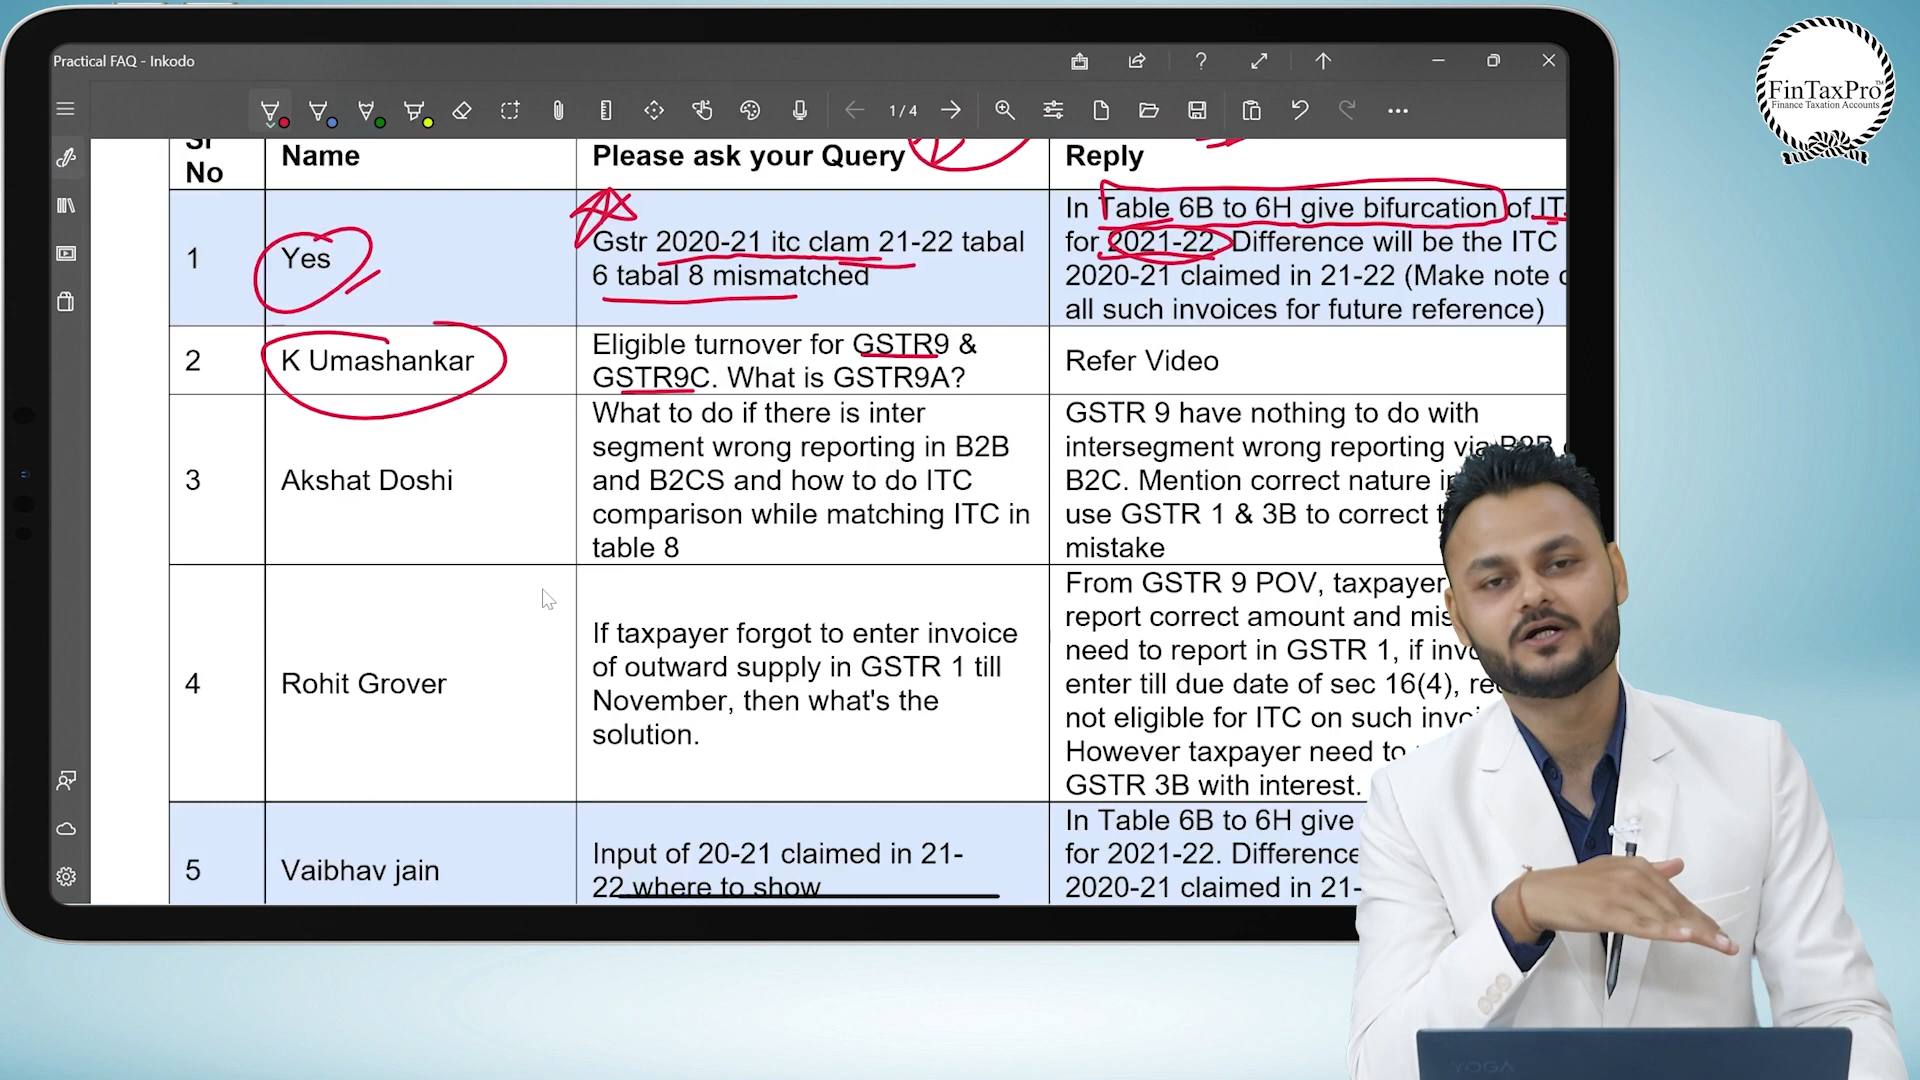 Practical FAQ - Inkodo
1/4
FinTaxPro
TM
Finance Taxation Accounts
Sr No
Name
Please ask your Query
Reply
1
Yes
Gstr 2020-21 itc clam 21-22 tabal
6 tabal 8 mismatched
In Table 6B to 6H give bifurcation of IT
for 2021-22. Difference will be the ITC
2020-21 claimed in 21-22 (Make note
all such invoices for future reference)
2
K Umashankar
Eligible turnover for GSTR9 &
GSTR9C. What is GSTR9A?
Refer Video
3
Akshat Doshi
What to do if there is inter
segment wrong reporting in B2B
and B2CS and how to do ITC
comparison while matching ITC in
table 8
GSTR 9 have nothing to do with
intersegment wrong reporting via B2B
B2C. Mention correct nature in
use GSTR 1 & 3B to correct
mistake
4
Rohit Grover
If taxpayer forgot to enter invoice
of outward supply in GSTR 1 till
November, then what's the
solution.
From GSTR 9 POV, taxpayer
report correct amount and
need to report in GSTR 1, if
enter till due date of sec 16(4),
not eligible for ITC on such
However taxpayer need to
GSTR 3B with interest.
5
Vaibhav jain
Input of 20-21 claimed in 21-
22 where to show
In Table 6B to 6H give
for 2021-22. Difference
2020-21 claimed in 21-
YOGA